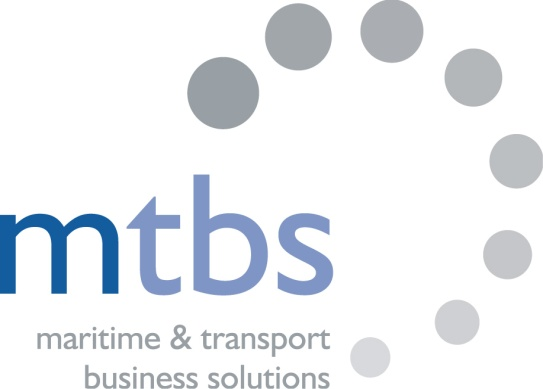 mtbs
maritime & transport
business solutions